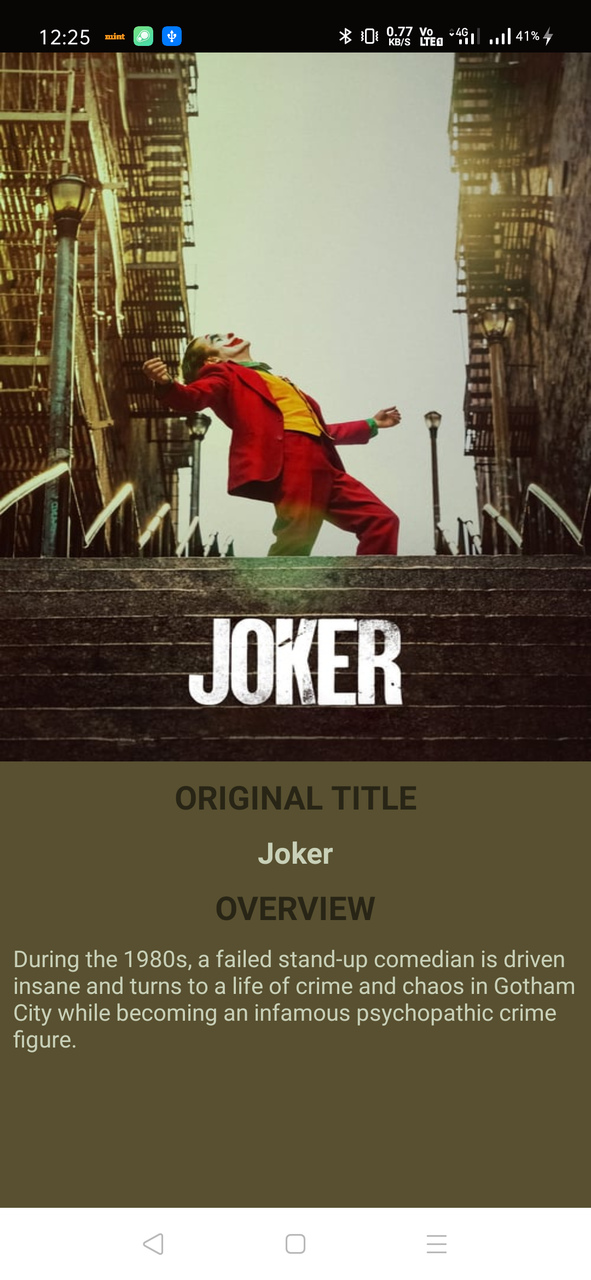 12:25 mint 0.77 KB/S Vo LTE 4G 41%
JOKER
ORIGINAL TITLE
Joker
OVERVIEW
During the 1980s, a failed stand-up comedian is driven
insane and turns to a life of crime and chaos in Gotham
City while becoming an infamous psychopathic crime
figure.